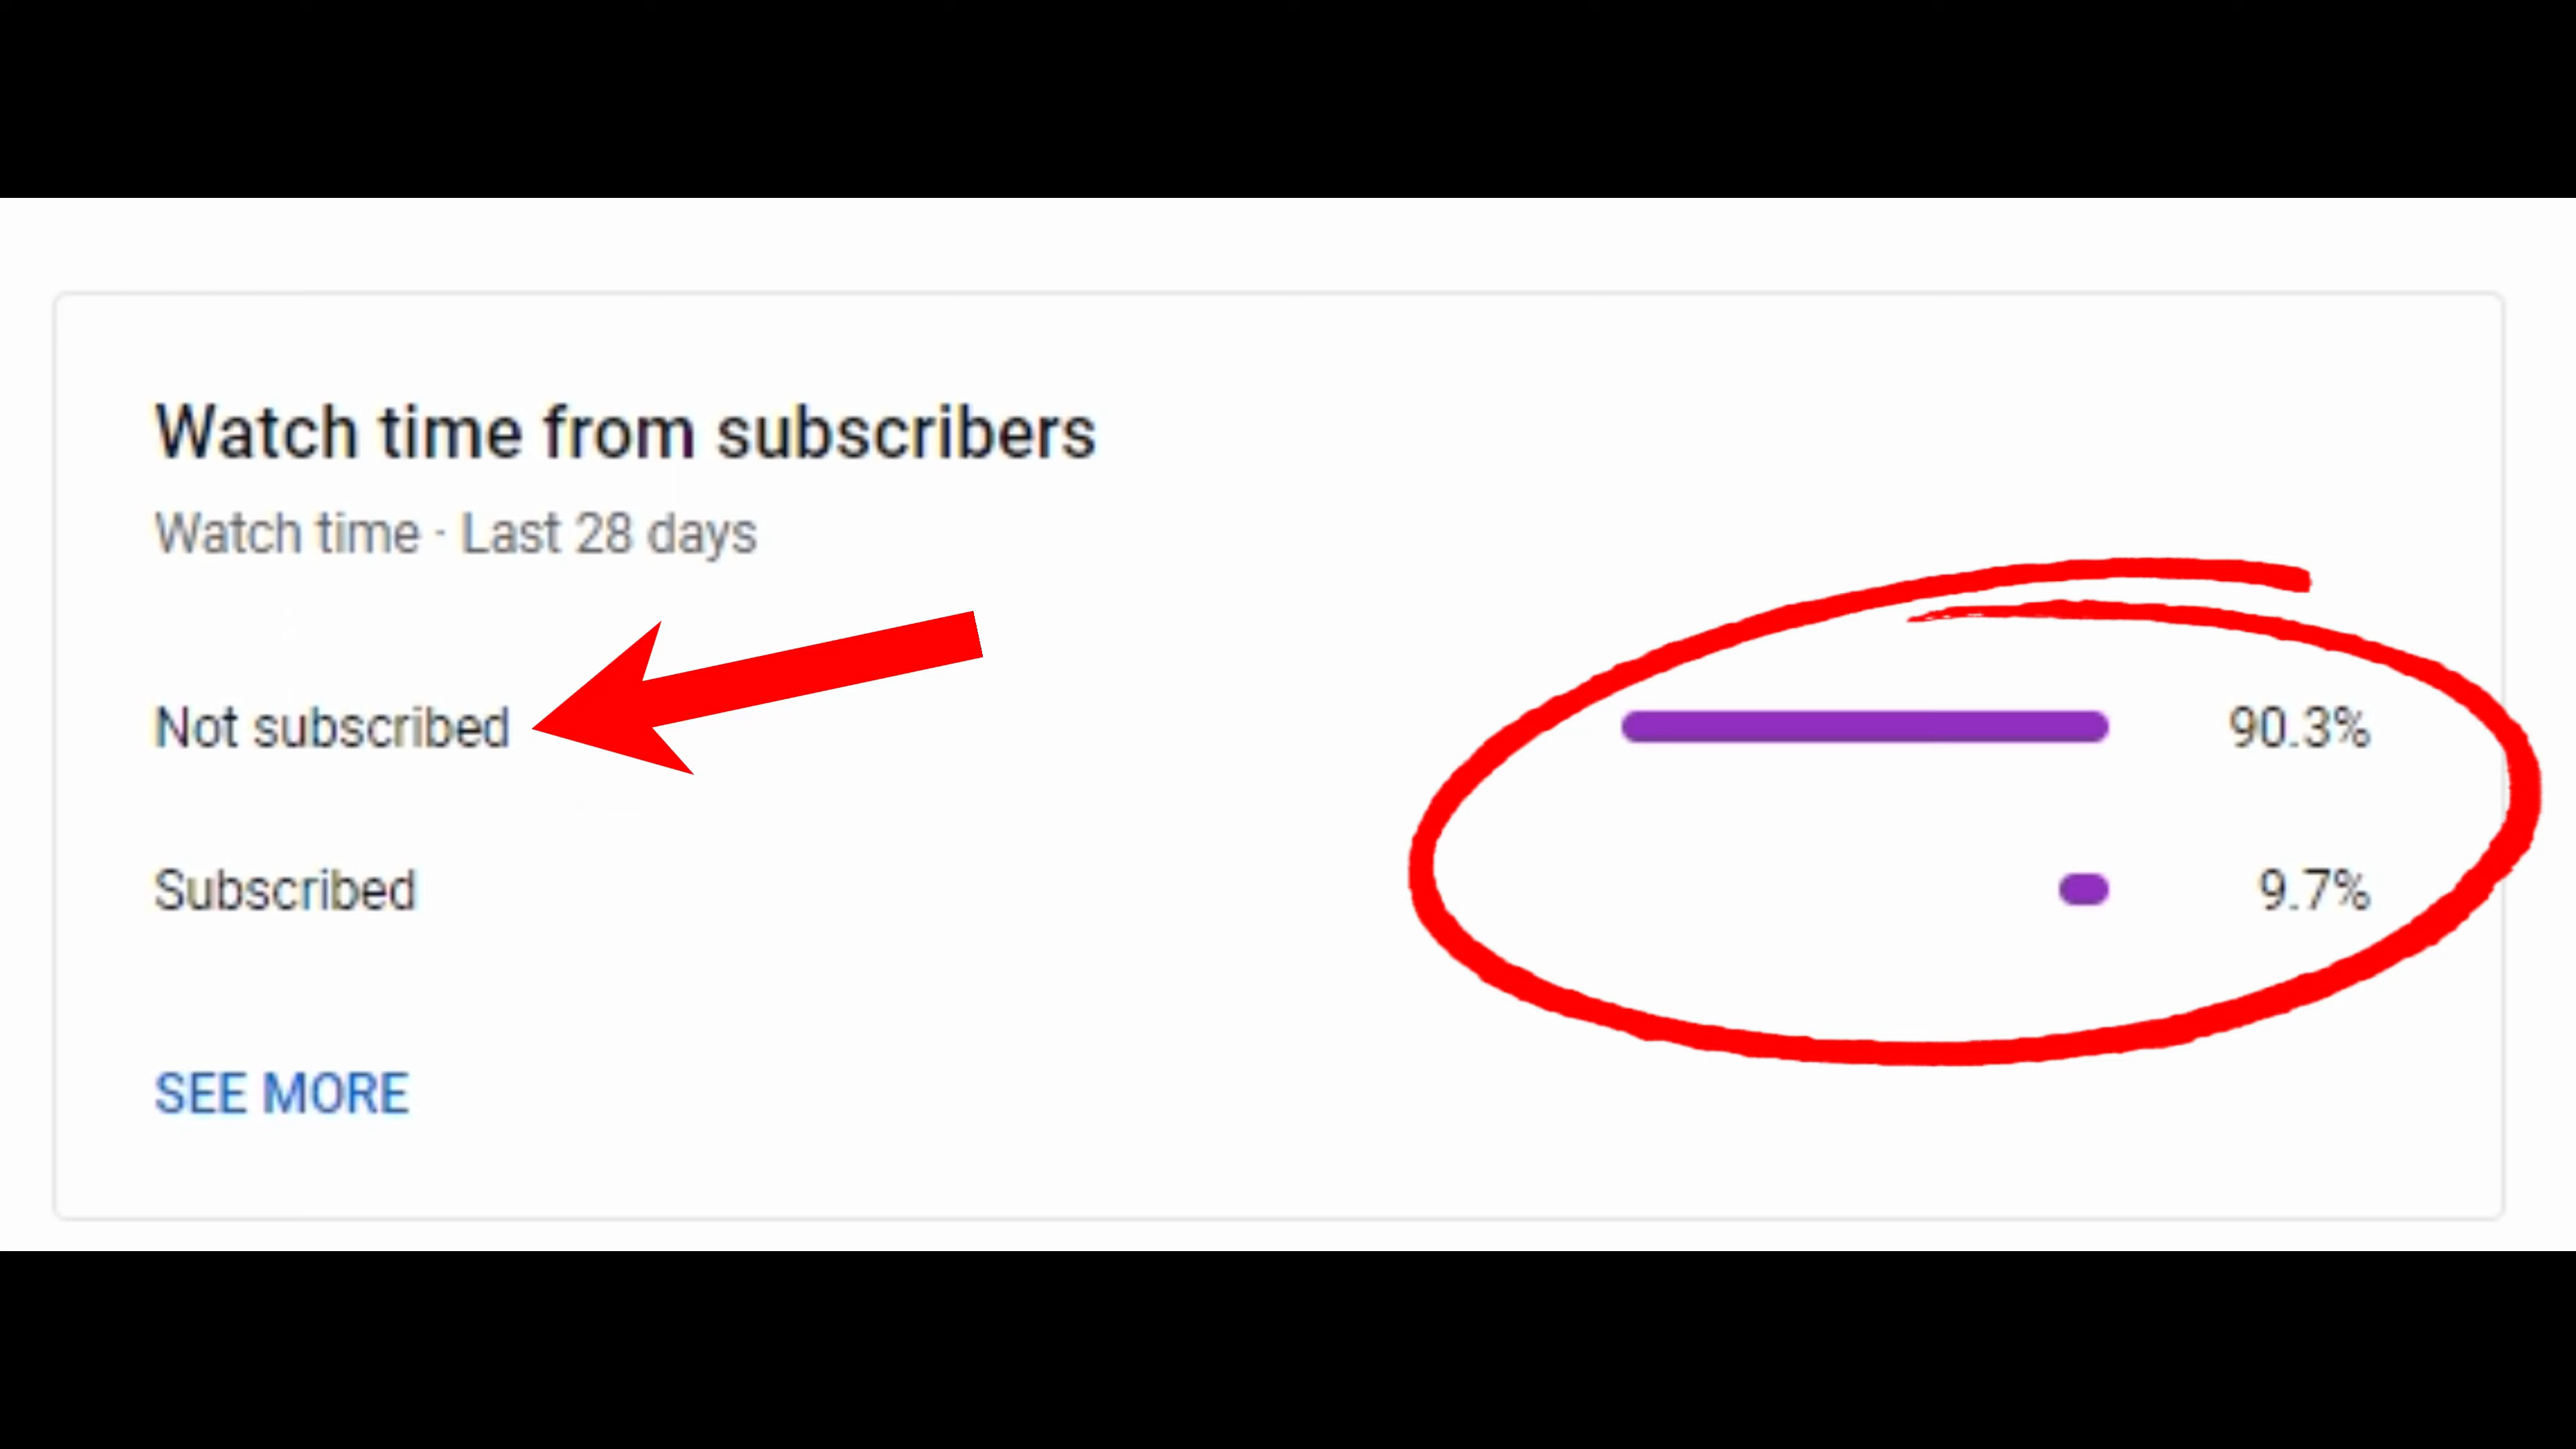 Watch time from subscribers
Watch time · Last 28 days
Not subscribed 90.3%
Subscribed 9.7%
SEE MORE